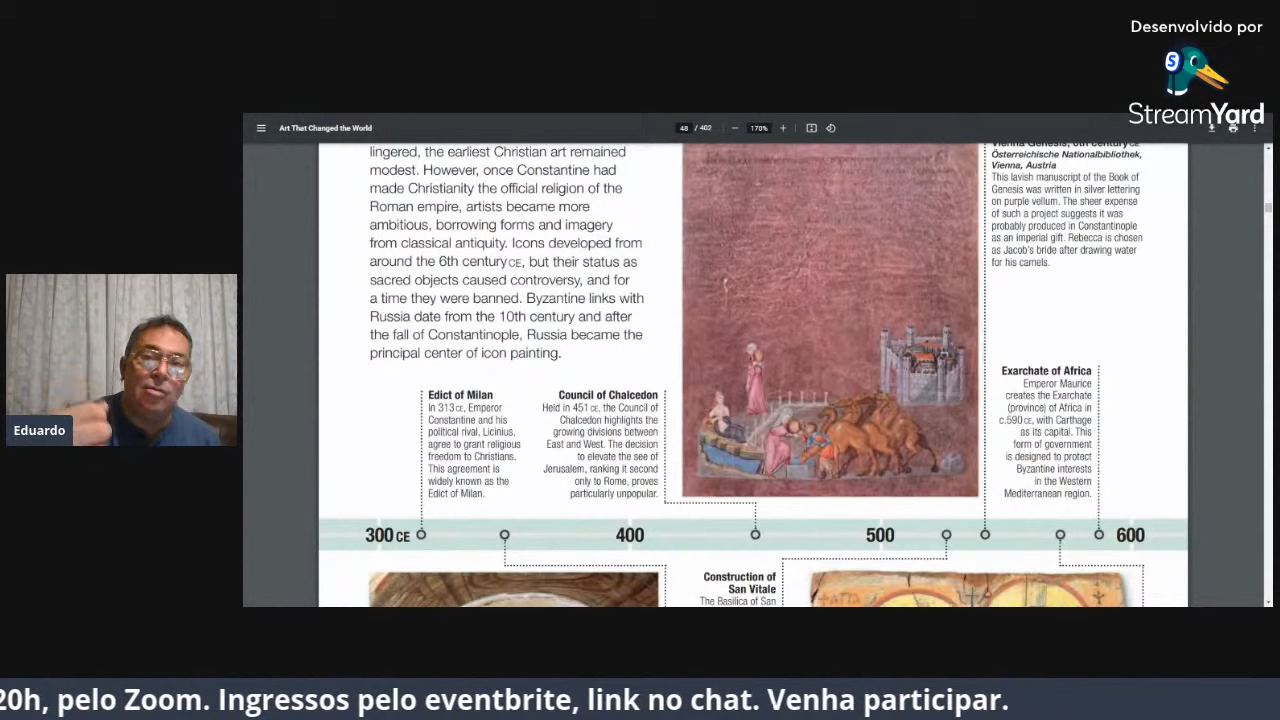 Desenvolvido por
S
StreamYard
Art That Changed the World
48 / 402
170%
lingered, the earliest Christian art remained
modest. However, once Constantine had
made Christianity the official religion of the
Roman empire, artists became more
ambitious, borrowing forms and imagery
from classical antiquity. Icons developed from
around the 6th century CE, but their status as
sacred objects caused controversy, and for
a time they were banned. Byzantine links with
Russia date from the 10th century and after
the fall of Constantinople, Russia became the
principal center of icon painting.
Vienna Genesis, 6th century CE
Österreichische Nationalbibliothek,
Vienna, Austria
This lavish manuscript of the Book of
Genesis was written in silver lettering
on purple vellum. The sheer expense
of such a project suggests it was
probably produced in Constantinople
as an imperial gift. Rebecca is chosen
as Jacob's bride after drawing water
for his camels.
Edict of Milan
In 313 CE, Emperor
Constantine and his
political rival, Licinius,
agree to grant religious
freedom to Christians.
This agreement is
widely known as the
Edict of Milan.
Council of Chalcedon
Held in 451 CE, the Council of
Chalcedon highlights the
growing divisions between
East and West. The decision
to elevate the see of
Jerusalem, ranking it second
only to Rome, proves
particularly unpopular.
Exarchate of Africa
Emperor Maurice
creates the Exarchate
(province) of Africa in
c.590 CE, with Carthage
as its capital. This
form of government
is designed to protect
Byzantine interests
in the Western
Mediterranean region.
300 CE
400
500
600
Construction of
San Vitale
The Basilica of San
Eduardo
20h, pelo Zoom. Ingressos pelo eventbrite, link no chat. Venha participar.